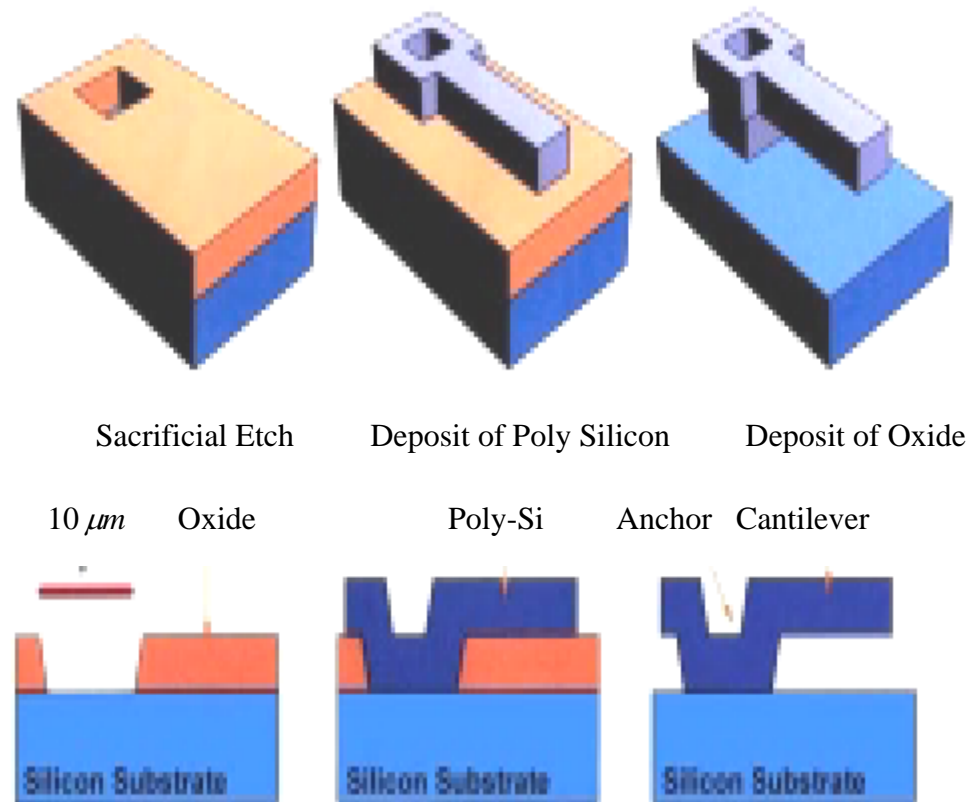 Sacrificial Etch Deposit of Poly Silicon Deposit of Oxide
10 μm Oxide Poly-Si Anchor Cantilever
Silicon Substrate Silicon Substrate Silicon Substrate